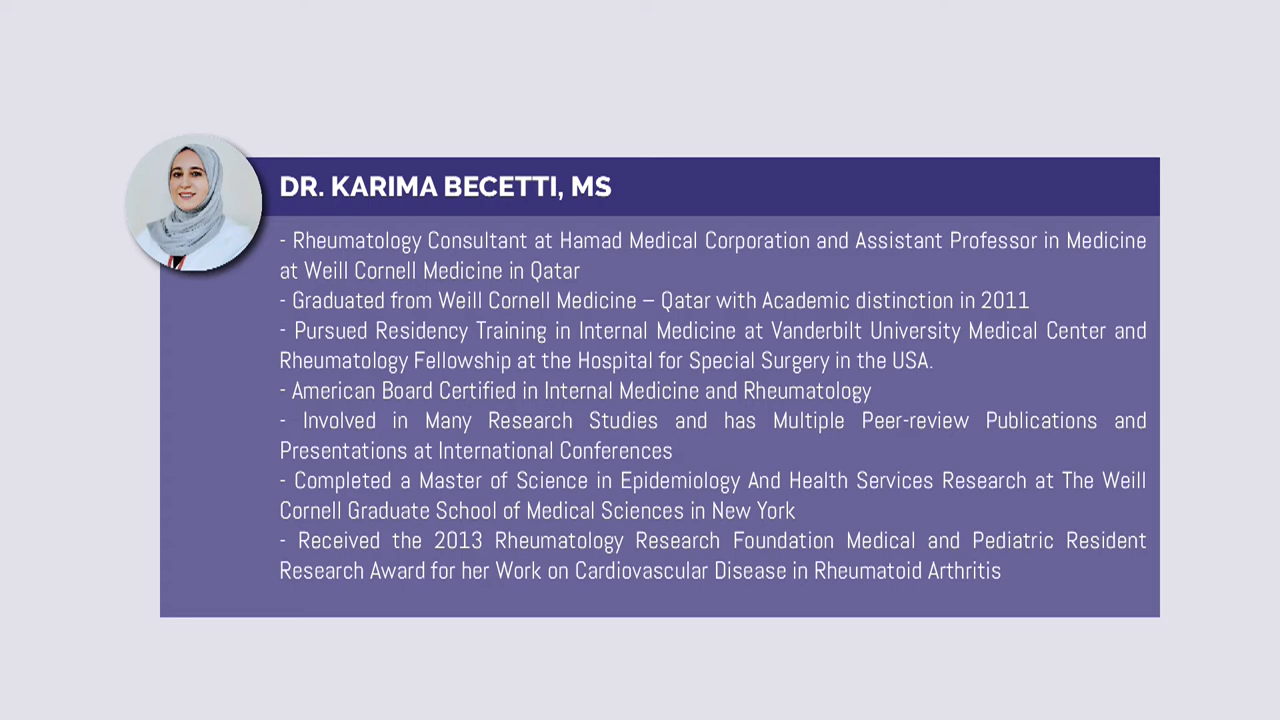 DR. KARIMA BECETTI, MS
- Rheumatology Consultant at Hamad Medical Corporation and Assistant Professor in Medicine
at Weill Cornell Medicine in Qatar
- Graduated from Weill Cornell Medicine – Qatar with Academic distinction in 2011
- Pursued Residency Training in Internal Medicine at Vanderbilt University Medical Center and
Rheumatology Fellowship at the Hospital for Special Surgery in the USA.
- American Board Certified in Internal Medicine and Rheumatology
- Involved in Many Research Studies and has Multiple Peer-review Publications and
Presentations at International Conferences
- Completed a Master of Science in Epidemiology And Health Services Research at The Weill
Cornell Graduate School of Medical Sciences in New York
- Received the 2013 Rheumatology Research Foundation Medical and Pediatric Resident
Research Award for her Work on Cardiovascular Disease in Rheumatoid Arthritis